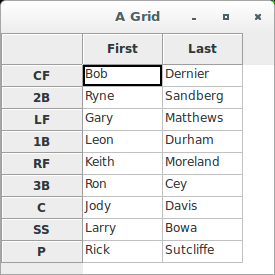 A Grid
First Last
CF Bob Dernier
2B Ryne Sandberg
LF Gary Matthews
1B Leon Durham
RF Keith Moreland
3B Ron Cey
C Jody Davis
SS Larry Bowa
P Rick Sutcliffe